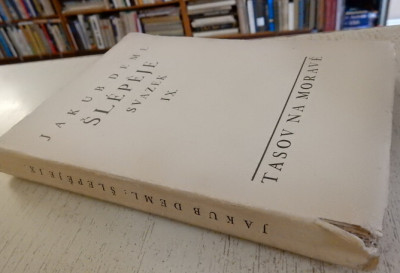 JAKUB DEML
ŠLÉPĚJE
SVAZEK
IX
TASOV NA MORAVĚ
JAKUB DEML: ŠLÉPĚJE IX